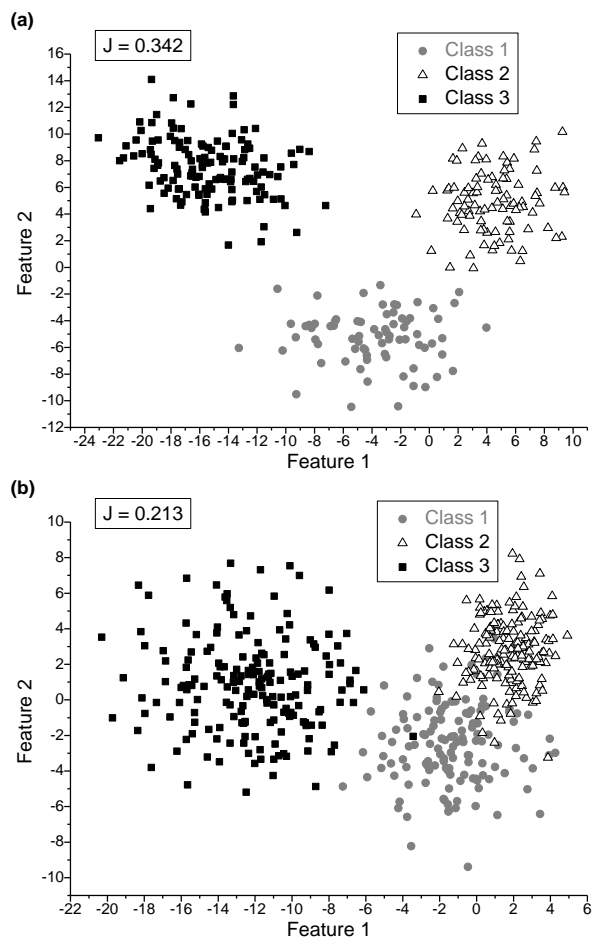 (a)
J = 0.342
Class 1
Class 2
Class 3
16
14
12
10
8
6
4
2
0
-2
-4
-6
-8
-10
-12
Feature 2
-24 -22 -20 -18 -16 -14 -12 -10 -8 -6 -4 -2 0 2 4 6 8 10
Feature 1
(b)
J = 0.213
Class 1
Class 2
Class 3
10
8
6
4
2
0
-2
-4
-6
-8
-10
Feature 2
-22 -20 -18 -16 -14 -12 -10 -8 -6 -4 -2 0 2 4 6
Feature 1